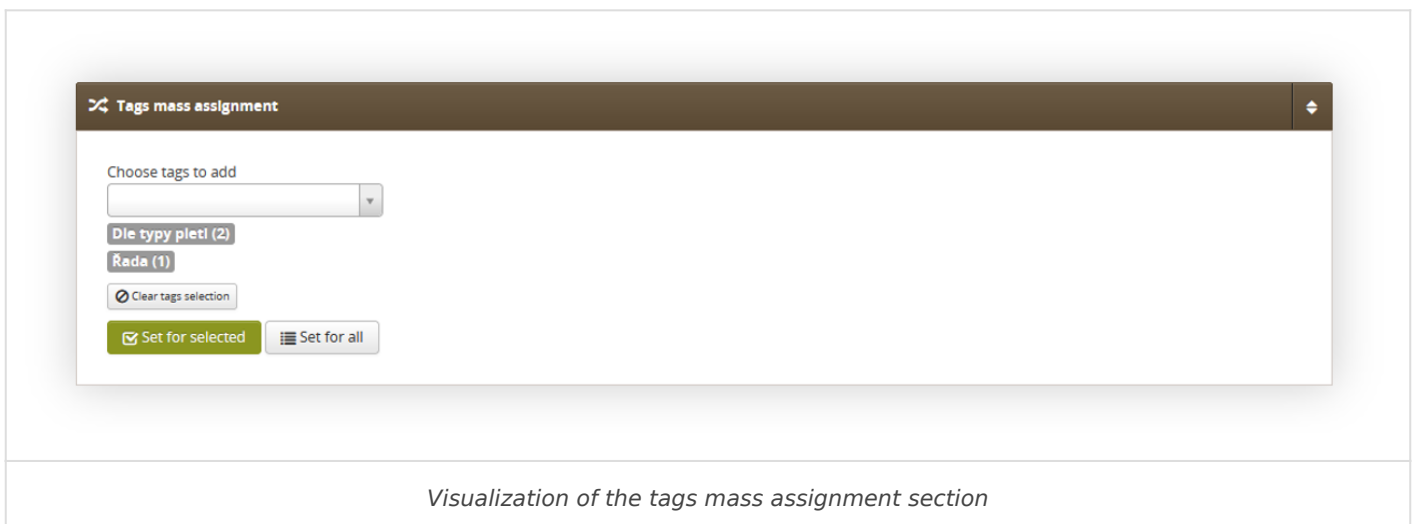 Tags mass assignment
Choose tags to add
Dle typy pleti (2)
Řada (1)
Clear tags selection
Set for selected
Set for all
Visualization of the tags mass assignment section